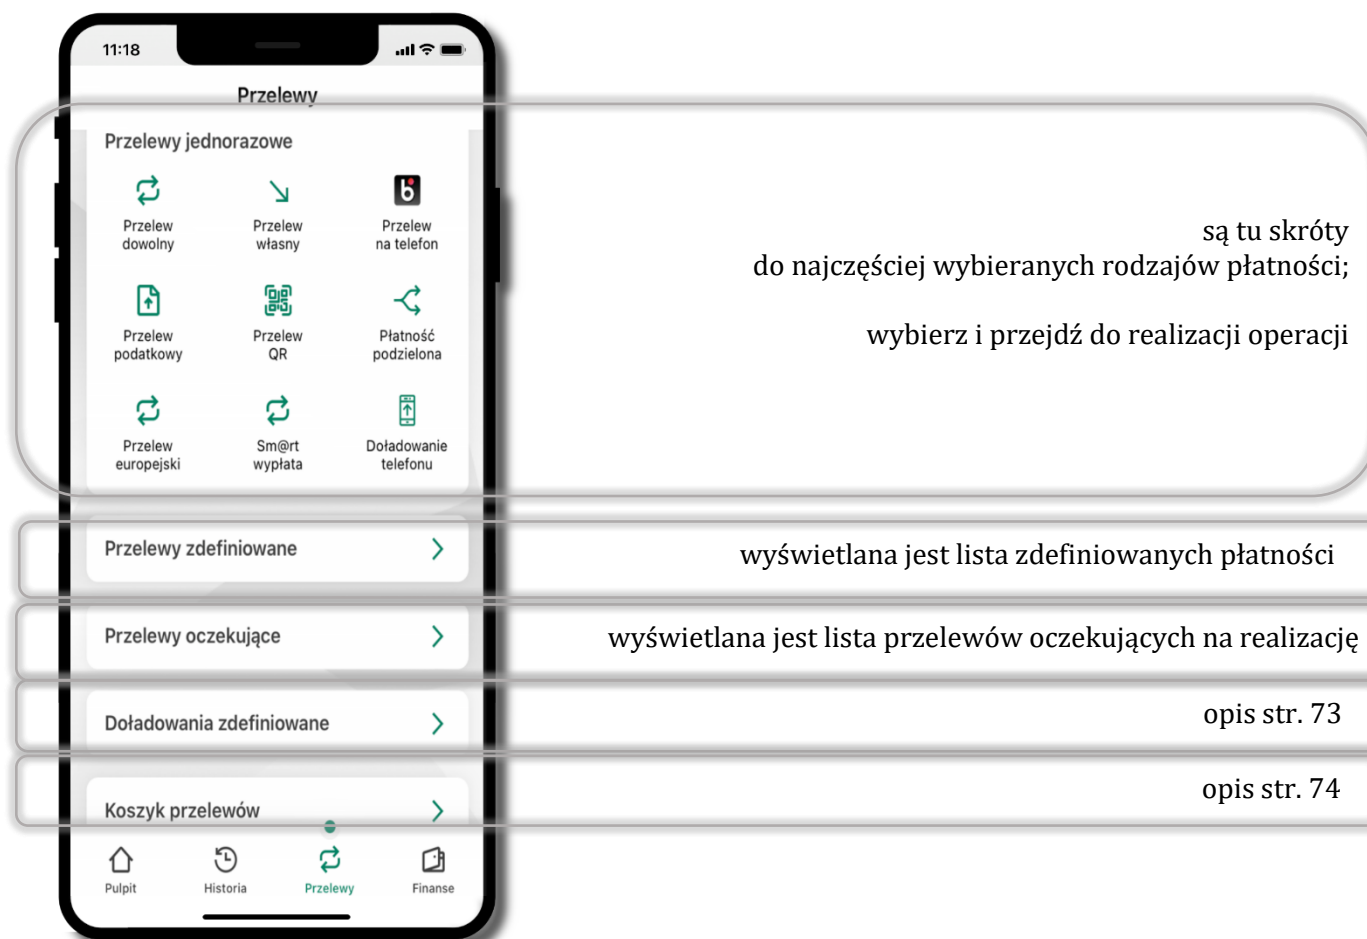 11:18
Przelewy
Przelewy jednorazowe
Przelew
dowolny
Przelew
własny
Przelew
na telefon
Przelew
podatkowy
Przelew
QR
Płatność
podzielona
Przelew
europejski
Sm@rt
wypłata
Doładowanie
telefonu
są tu skróty
do najczęściej wybieranych rodzajów płatności;
wybierz i przejdź do realizacji operacji
Przelewy zdefiniowane
wyświetlana jest lista zdefiniowanych płatności
Przelewy oczekujące
wyświetlana jest lista przelewów oczekujących na realizację
Doładowania zdefiniowane
opis str. 73
Koszyk przelewów
opis str. 74
Pulpit
Historia
Przelewy
Finanse